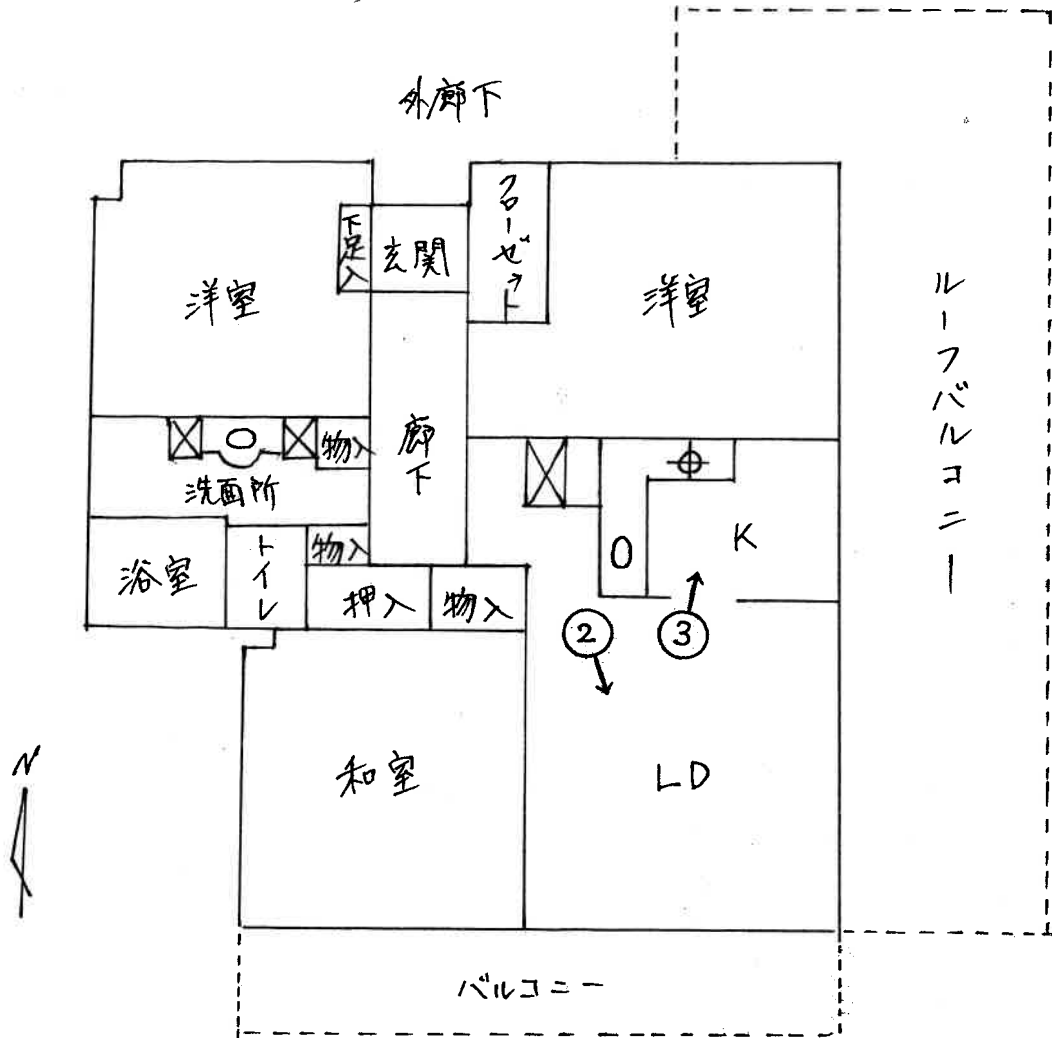 外廊下
クローゼット
下足入
玄関
洋室
洋室
ルーフバルコニー
物入
廊下
洗面所
K
トイレ
物入
浴室
押入
物入
2
3
N
和室
LD
バルコニー